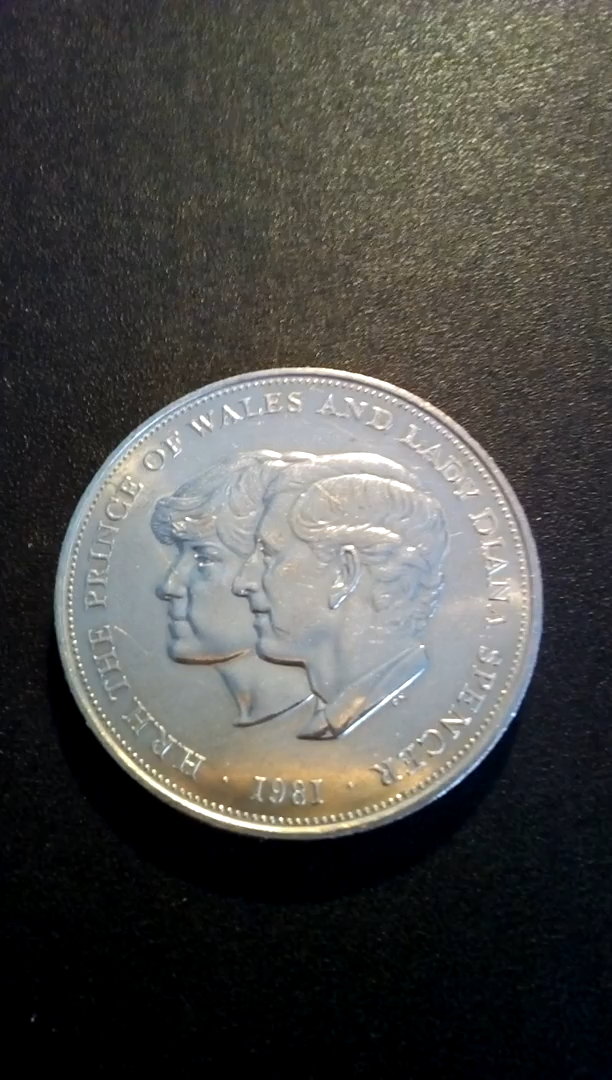 H.R.H. THE PRINCE OF WALES AND LADY DIANA SPENCER
· 1981 ·